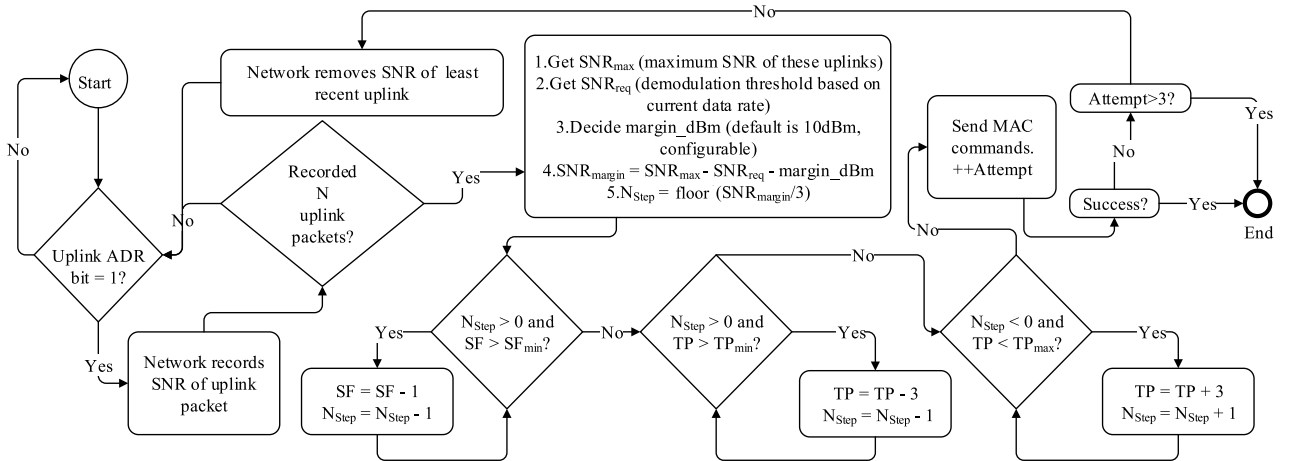 No
Start
No
Network removes SNR of least
recent uplink
1.Get SNRmax (maximum SNR of these uplinks)
2.Get SNRreq (demodulation threshold based on
current data rate)
3.Decide margin_dBm (default is 10dBm,
configurable)
4.SNRmargin = SNRmax - SNRreq - margin_dBm
5.NStep = floor (SNRmargin/3)
Recorded
N
uplink
packets?
Yes
No
Uplink ADR
bit = 1?
Yes
Network records
SNR of uplink
packet
NStep > 0 and
SF > SFmin?
Yes
SF = SF - 1
NStep = NStep - 1
No
NStep > 0 and
TP > TPmin?
Yes
TP = TP - 3
NStep = NStep - 1
No
NStep < 0 and
TP < TPmax?
Yes
TP = TP + 3
NStep = NStep + 1
No
Send MAC
commands.
++Attempt
Success?
Yes
No
Attempt>3?
Yes
End